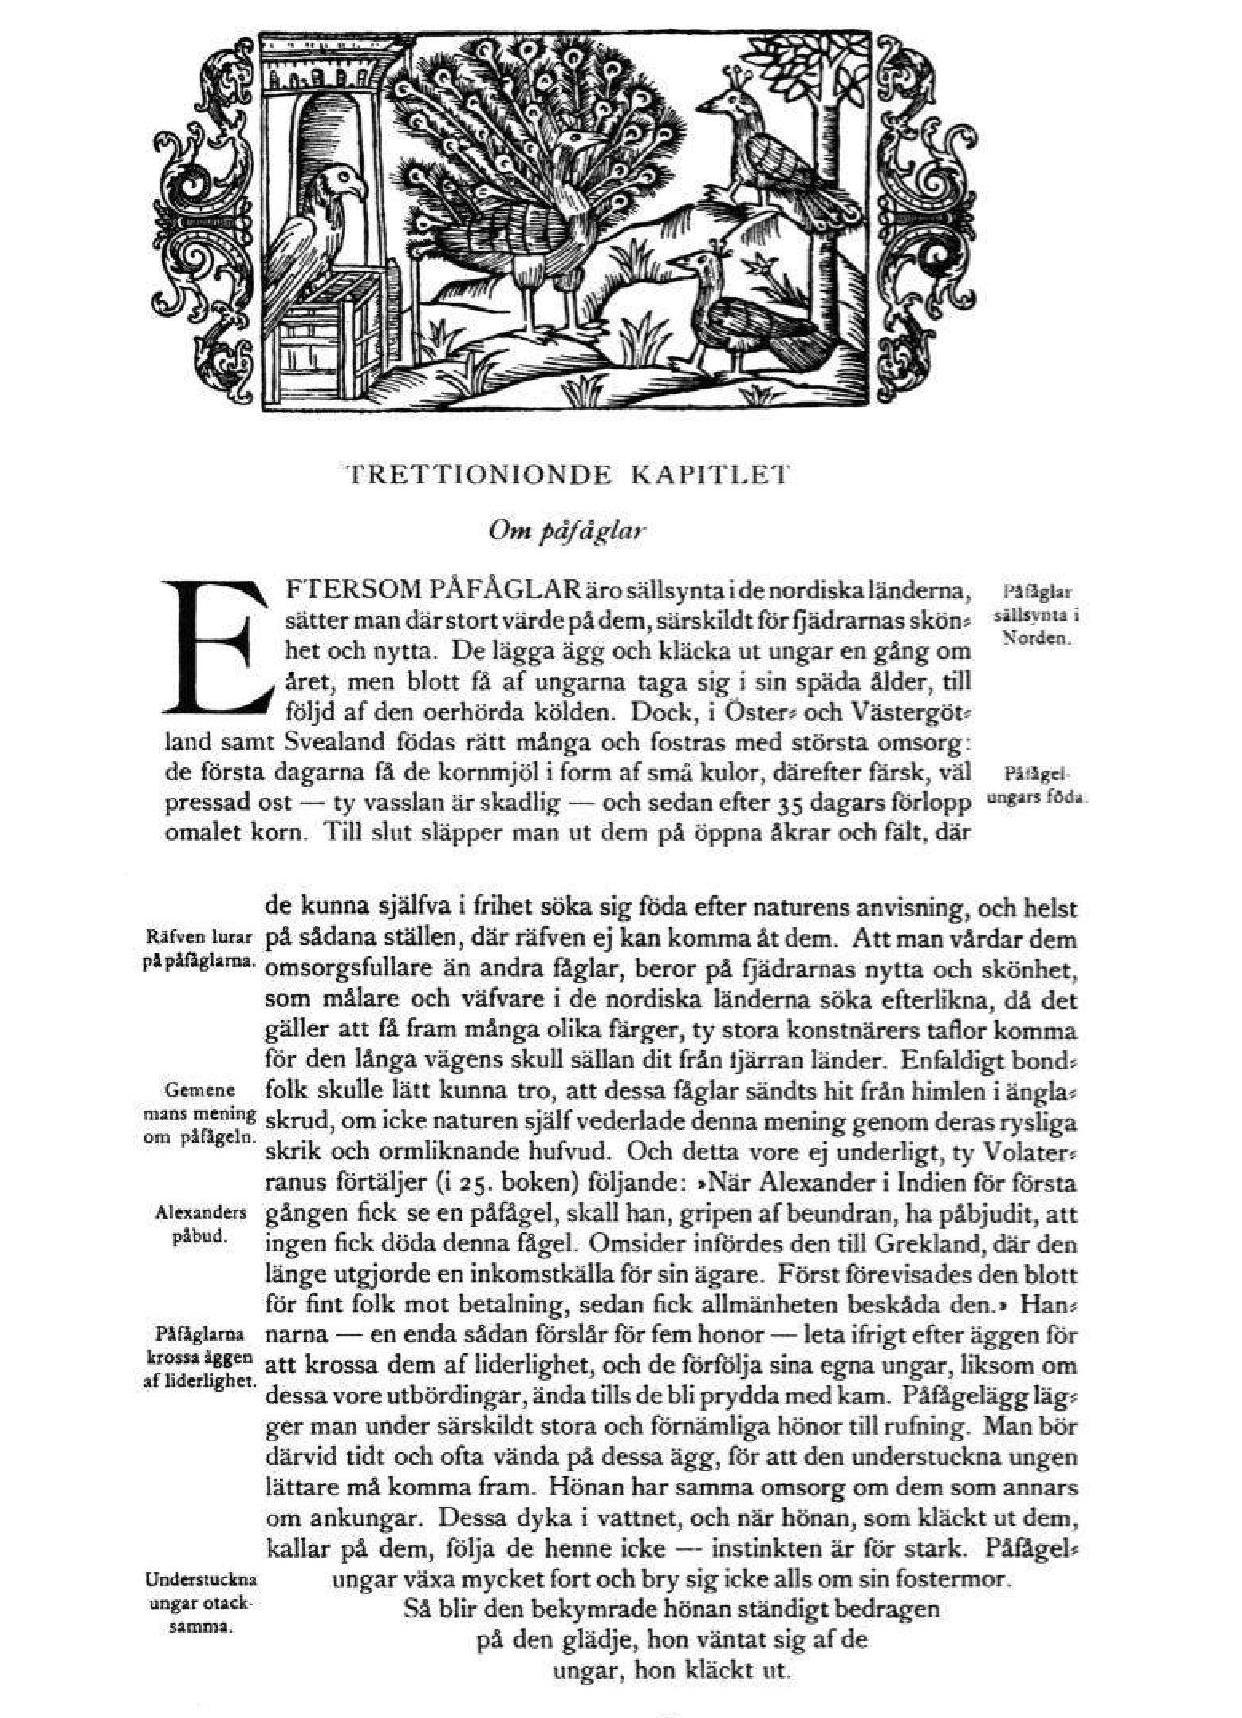 TRETTIONIONDE KAPITLET
Om påfåglar
EFTERSOM PÅFÅGLAR äro sällsynta i de nordiska länderna,
sätter man där stort värde på dem, särskildt för fjädrarnas skön-
het och nytta. De lägga ägg och kläcka ut ungar en gång om
året, men blott få af ungarna taga sig i sin späda ålder, till
följd af den oerhörda kölden. Dock, i Öster- och Västergöt-
land samt Svealand födas rätt många och fostras med största omsorg:
de första dagarna få de kornmjöl i form af små kulor, därefter färsk, väl
pressad ost — ty vasslan är skadlig — och sedan efter 35 dagars förlopp
omalet korn. Till slut släpper man ut dem på öppna åkrar och fält, där
Påfåglar
sällsynta i
Norden.
Påfågel-
ungars föda.
de kunna själfva i frihet söka sig föda efter naturens anvisning, och helst
på sådana ställen, där räfven ej kan komma åt dem. Att man vårdar dem
omsorgsfullare än andra fåglar, beror på fjädrarnas nytta och skönhet,
som målare och väfvare i de nordiska länderna söka efterlikna, då det
gäller att få fram många olika färger, ty stora konstnärers taflor komma
för den långa vägens skull sällan dit från fjärran länder. Enfaldigt bond-
folk skulle lätt kunna tro, att dessa fåglar sändts hit från himlen i ängla-
skrud, om icke naturen själf vederlade denna mening genom deras rysliga
skrik och ormliknande hufvud. Och detta vore ej underligt, ty Volater-
ranus förtäljer (i 25. boken) följande: »När Alexander i Indien för första
gången fick se en påfågel, skall han, gripen af beundran, ha påbjudit, att
ingen fick döda denna fågel. Omsider infördes den till Grekland, där den
länge utgjorde en inkomstkälla för sin ägare. Först förevisades den blott
för fint folk mot betalning, sedan fick allmänheten beskåda den.» Han-
narna — en enda sådan förslår för fem honor — leta ifrigt efter äggen för
att krossa dem af liderlighet, och de förfölja sina egna ungar, liksom om
dessa vore utbördingar, ända tills de bli prydda med kam. Påfågelägg läg-
ger man under särskildt stora och förnämliga hönor till rufning. Man bör
därvid tidt och ofta vända på dessa ägg, för att den understuckna ungen
lättare må komma fram. Hönan har samma omsorg om dem som annars
om ankungar. Dessa dyka i vattnet, och när hönan, som kläckt ut dem,
kallar på dem, följa de henne icke — instinkten är för stark. Påfågel-
ungar växa mycket fort och bry sig icke alls om sin fostermor.
Så blir den bekymrade hönan ständigt bedragen
på den glädje, hon väntat sig af de
ungar, hon kläckt ut.
Räfven lurar
på påfåglarna.
Gemene
mans mening
om påfågeln.
Alexanders
påbud.
Påfåglarna
krossa äggen
af liderlighet.
Understuckna
ungar otack-
samma.